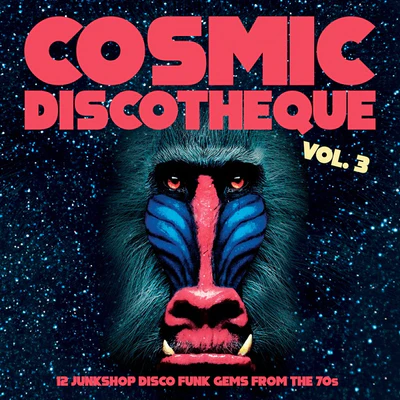 COSMIC
DISCOTHEQUE
VOL. 3
12 JUNKSHOP DISCO FUNK GEMS FROM THE 70s